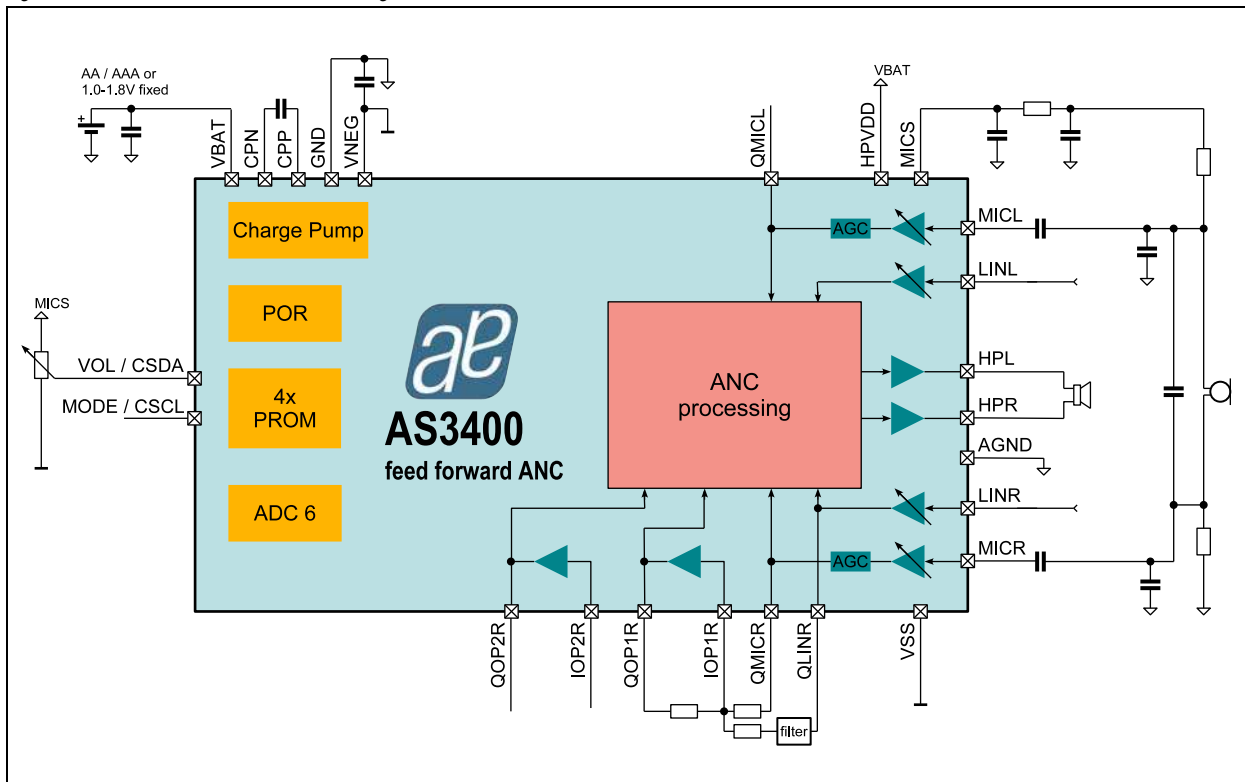 AA / AAA or
1.0-1.8V fixed
VBAT
CPN
CPP
GND
VNEG
QMICL
VBAT
HPVDD
MICS
Charge Pump
POR
4x
PROM
ADC 6
MICS
VOL / CSDA
MODE / CSCL
ae
AS3400
feed forward ANC
ANC
processing
AGC
AGC
MICL
LINL
HPL
HPR
AGND
LINR
MICR
QOP2R
IOP2R
QOP1R
IOP1R
QMICR
QLINR
VSS
filter